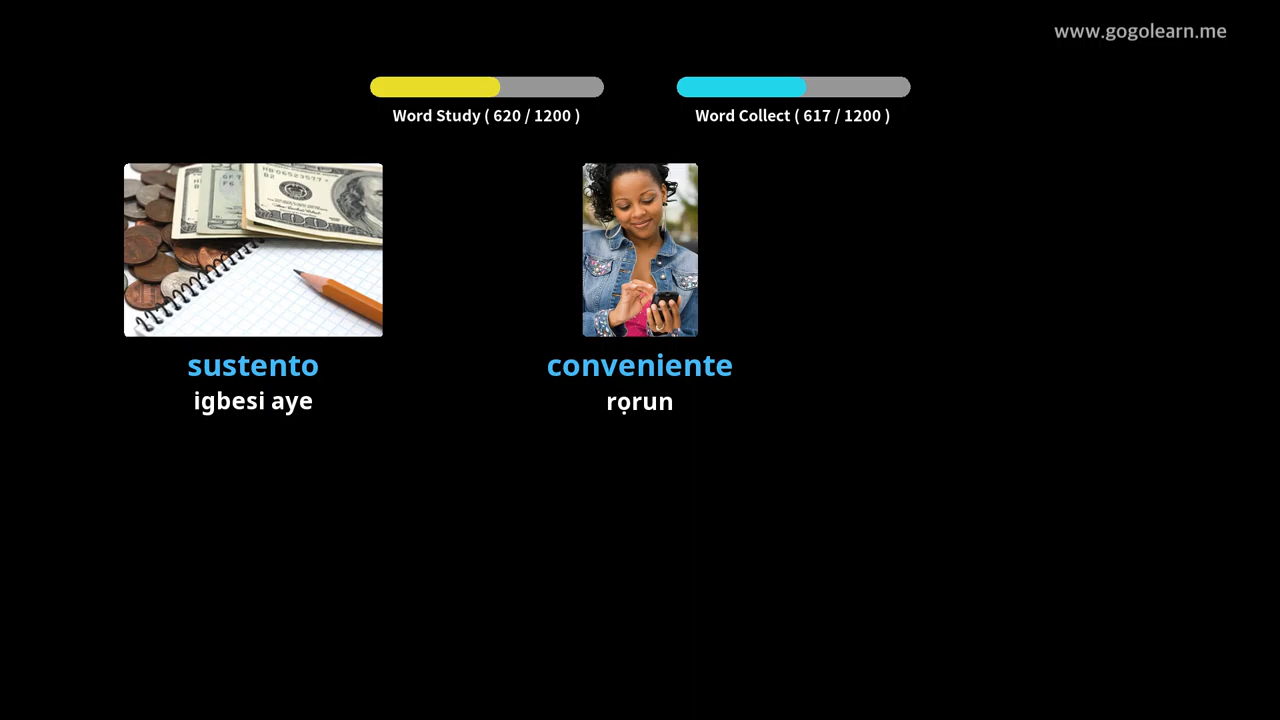 www.gogolearn.me
Word Study ( 620 / 1200 )
Word Collect ( 617 / 1200 )
sustento
igbesi aye
conveniente
rọrun